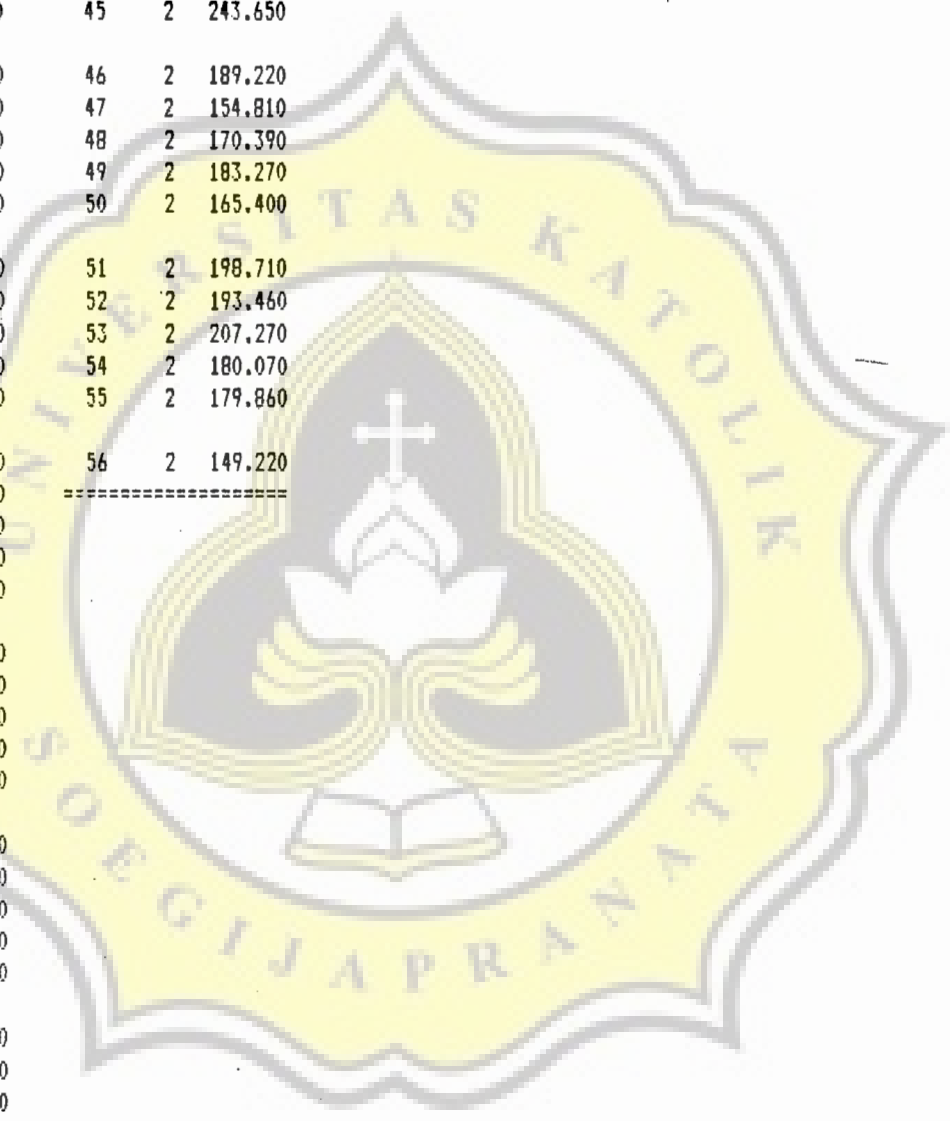 45 2 243.650
46 2 189.220
47 2 154.810
48 2 170.390
49 2 183.270
50 2 165.400
51 2 198.710
52 2 193.460
53 2 207.270
54 2 180.070
55 2 179.860
56 2 149.220
=======================
UNIVERSITAS KATOLIK
SOEGIJAPRANATA